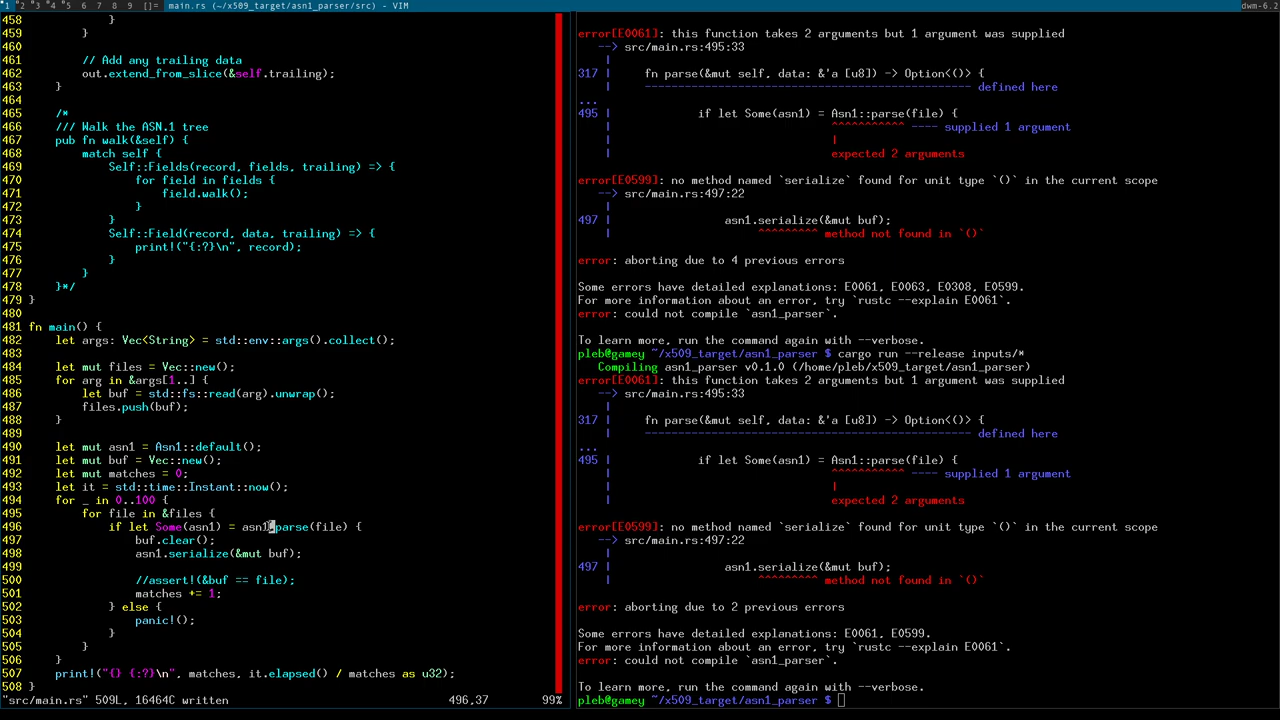 1 2 3 4 5 6 7 8 9 []= main.rs (~/x509_target/asn1_parser/src) - VIM dwm-6.2
458             }
459         }
460
461         // Add any trailing data
462         out.extend_from_slice(&self.trailing);
463     }
464
465     /*
466     /// Walk the ASN.1 tree
467     pub fn walk(&self) {
468         match self {
469             Self::Fields(record, fields, trailing) => {
470                 for field in fields {
471                     field.walk();
472                 }
473             }
474             Self::Field(record, data, trailing) => {
475                 print!("{:?}\n", record);
476             }
477         }
478     }*/
479 }
480
481 fn main() {
482     let args: Vec<String> = std::env::args().collect();
483
484     let mut files = Vec::new();
485     for arg in &args[1..] {
486         let buf = std::fs::read(arg).unwrap();
487         files.push(buf);
488     }
489
490     let mut asn1 = Asn1::default();
491     let mut buf = Vec::new();
492     let mut matches = 0;
493     let it = std::time::Instant::now();
494     for _ in 0..100 {
495         for file in &files {
496             if let Some(asn1) = asn1.parse(file) {
497                 buf.clear();
498                 asn1.serialize(&mut buf);
499
500                 //assert!(&buf == file);
501                 matches += 1;
502             } else {
503                 panic!();
504             }
505         }
506     }
507     print!("{} {:?}\n", matches, it.elapsed() / matches as u32);
508 }
"src/main.rs" 509L, 16464C written 496,37 99%
error[E0061]: this function takes 2 arguments but 1 argument was supplied
   --> src/main.rs:495:33
    |
317 |     fn parse(&mut self, data: &'a [u8]) -> Option<()> {
    |     ------------------------------------------------- defined here
...
495 |             if let Some(asn1) = Asn1::parse(file) {
    |                                 ^^^^^^^^^^^ ---- supplied 1 argument
    |                                 |
    |                                 expected 2 arguments

error[E0599]: no method named `serialize` found for unit type `()` in the current scope
   --> src/main.rs:497:22
    |
497 |                 asn1.serialize(&mut buf);
    |                      ^^^^^^^^^ method not found in `()`

error: aborting due to 4 previous errors

Some errors have detailed explanations: E0061, E0063, E0308, E0599.
For more information about an error, try `rustc --explain E0061`.
error: could not compile `asn1_parser`.

To learn more, run the command again with --verbose.
pleb@gamey ~/x509_target/asn1_parser $ cargo run --release inputs/*
   Compiling asn1_parser v0.1.0 (/home/pleb/x509_target/asn1_parser)
error[E0061]: this function takes 2 arguments but 1 argument was supplied
   --> src/main.rs:495:33
    |
317 |     fn parse(&mut self, data: &'a [u8]) -> Option<()> {
    |     ------------------------------------------------- defined here
...
495 |             if let Some(asn1) = Asn1::parse(file) {
    |                                 ^^^^^^^^^^^ ---- supplied 1 argument
    |                                 |
    |                                 expected 2 arguments

error[E0599]: no method named `serialize` found for unit type `()` in the current scope
   --> src/main.rs:497:22
    |
497 |                 asn1.serialize(&mut buf);
    |                      ^^^^^^^^^ method not found in `()`

error: aborting due to 2 previous errors

Some errors have detailed explanations: E0061, E0599.
For more information about an error, try `rustc --explain E0061`.
error: could not compile `asn1_parser`.

To learn more, run the command again with --verbose.
pleb@gamey ~/x509_target/asn1_parser $